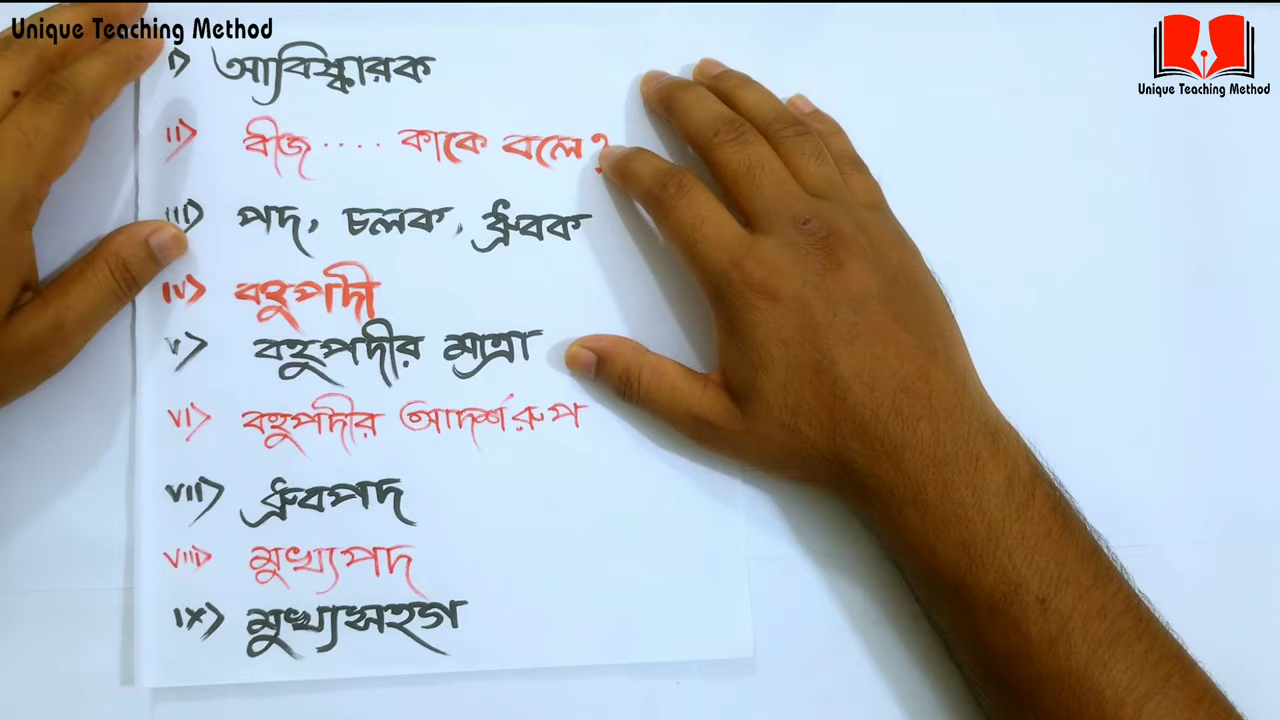 Unique Teaching Method
Unique Teaching Method
i> আবিষ্কারক
ii> বীজ.... কাকে বলে?
iii> পদ, চলক, ধ্রুবক
iv> বহুপদী
v> বহুপদীর মাত্রা
vi> বহুপদীর আদর্শরুপ
vii> ধ্রুবপদ
viii> মুখ্যপদ
ix> মুখ্যসহগ